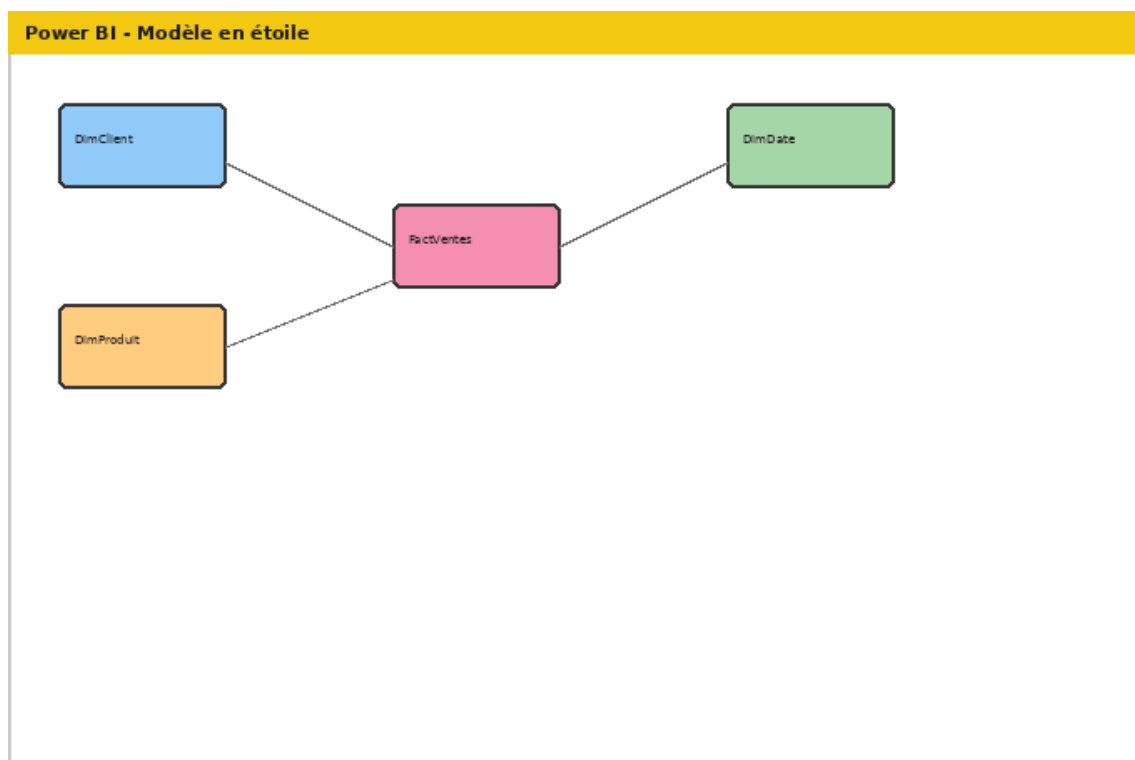 Power BI - Modèle en étoile
DimClient
DimDate
FactVentes
DimProduit